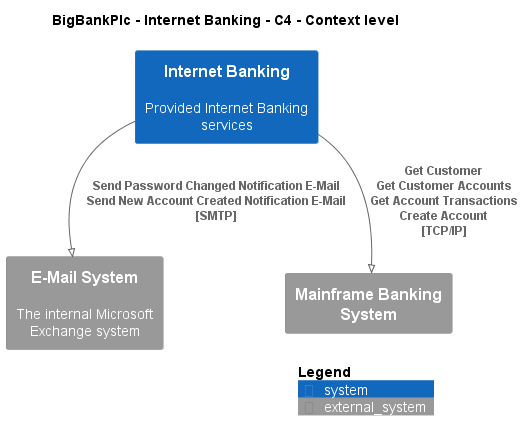 BigBankPlc - Internet Banking - C4 - Context level
Internet Banking
Provided Internet Banking
services
Send Password Changed Notification E-Mail
Send New Account Created Notification E-Mail
[SMTP]
Get Customer
Get Customer Accounts
Get Account Transactions
Create Account
[TCP/IP]
E-Mail System
The internal Microsoft
Exchange system
Mainframe Banking
System
Legend
system
external_system